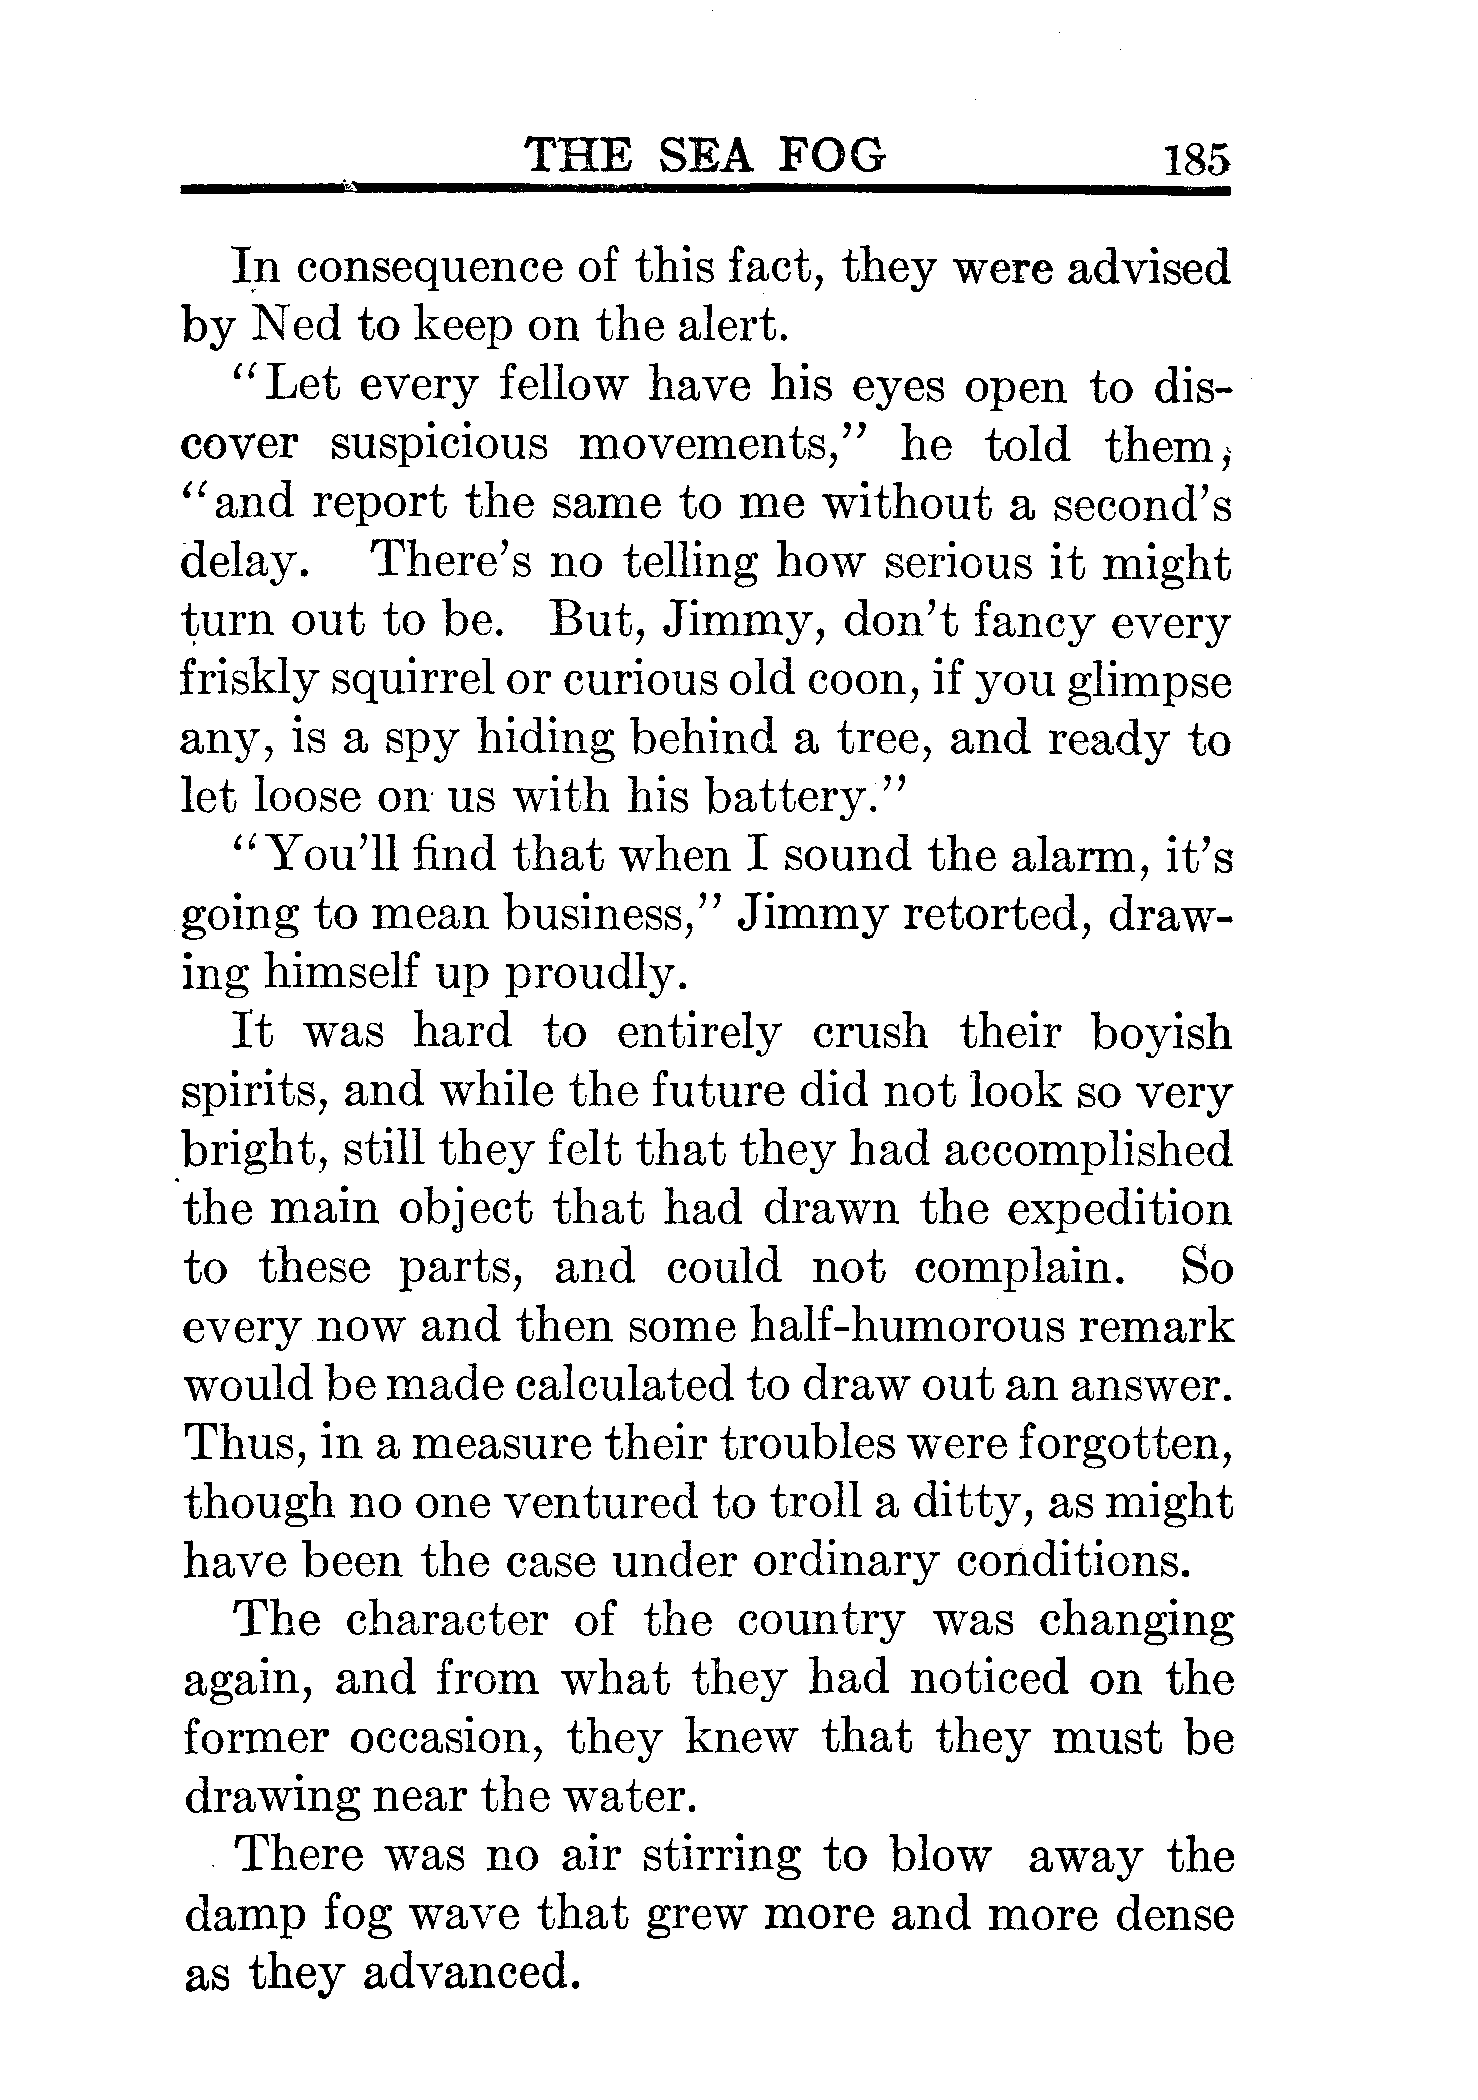 THE SEA FOG 185
In consequence of this fact, they were advised
by Ned to keep on the alert.
"Let every fellow have his eyes open to dis-
cover suspicious movements," he told them,
"and report the same to me without a second's
delay. There's no telling how serious it might
turn out to be. But, Jimmy, don't fancy every
friskly squirrel or curious old coon, if you glimpse
any, is a spy hiding behind a tree, and ready to
let loose on us with his battery."
"You'll find that when I sound the alarm, it's
going to mean business," Jimmy retorted, draw-
ing himself up proudly.
It was hard to entirely crush their boyish
spirits, and while the future did not look so very
bright, still they felt that they had accomplished
the main object that had drawn the expedition
to these parts, and could not complain. So
every now and then some half-humorous remark
would be made calculated to draw out an answer.
Thus, in a measure their troubles were forgotten,
though no one ventured to troll a ditty, as might
have been the case under ordinary conditions.
The character of the country was changing
again, and from what they had noticed on the
former occasion, they knew that they must be
drawing near the water.
There was no air stirring to blow away the
damp fog wave that grew more and more dense
as they advanced.